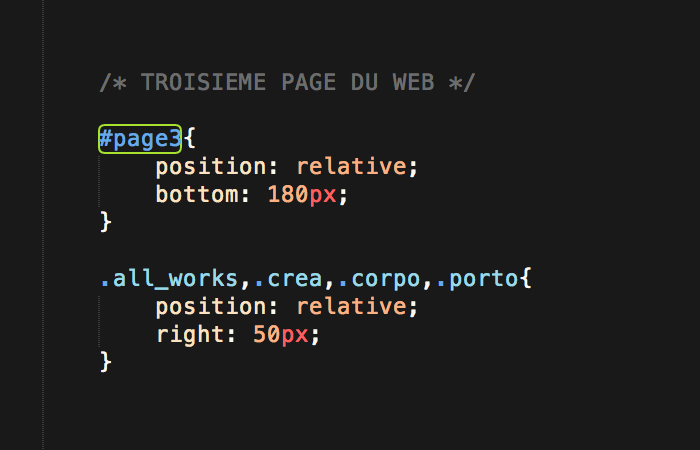 /* TROISIEME PAGE DU WEB */
#page3{
position: relative;
bottom: 180px;
}
.all_works,.crea,.corpo,.porto{
position: relative;
right: 50px;
}